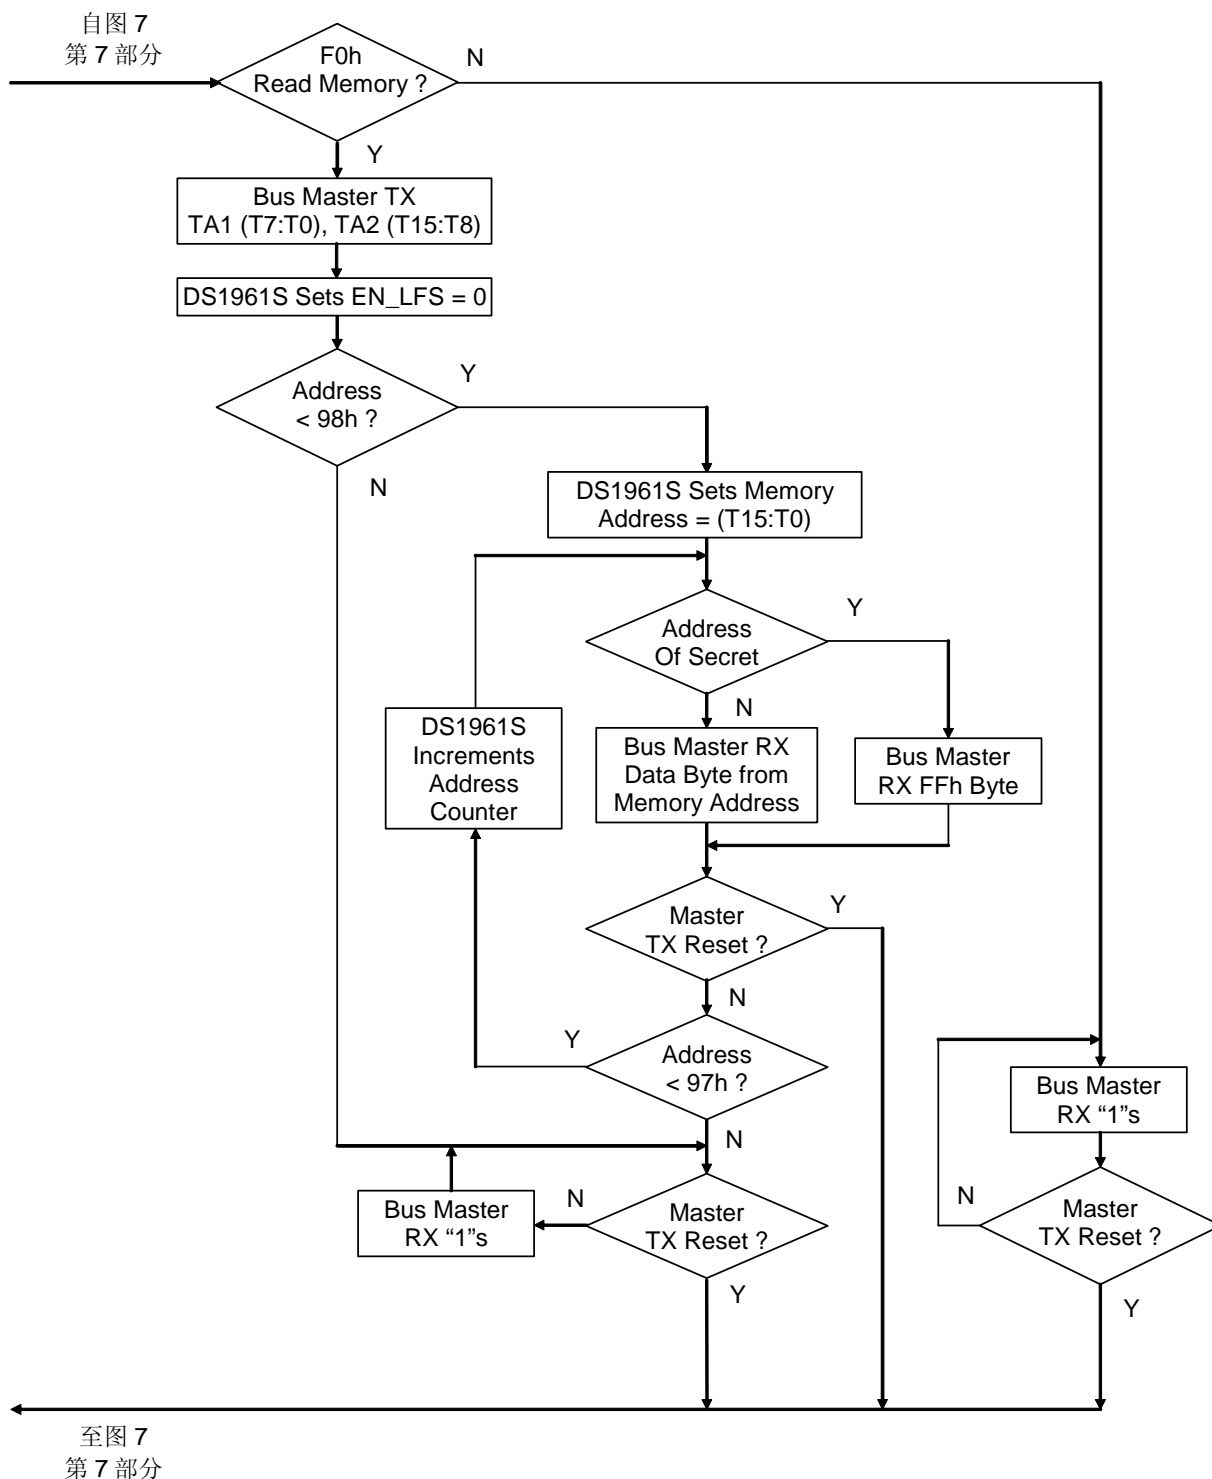 自图 7
第 7 部分
F0h
Read Memory ?
N
Y
Bus Master TX
TA1 (T7:T0), TA2 (T15:T8)
DS1961S Sets EN_LFS = 0
Address
< 98h ?
Y
N
DS1961S Sets Memory
Address = (T15:T0)
Address
Of Secret
Y
N
DS1961S
Increments
Address
Counter
Bus Master RX
Data Byte from
Memory Address
Bus Master
RX FFh Byte
Master
TX Reset ?
Y
N
Address
< 97h ?
Y
N
Bus Master
RX “1”s
N
Master
TX Reset ?
Y
Bus Master
RX “1”s
Master
TX Reset ?
N
Y
至图 7
第 7 部分